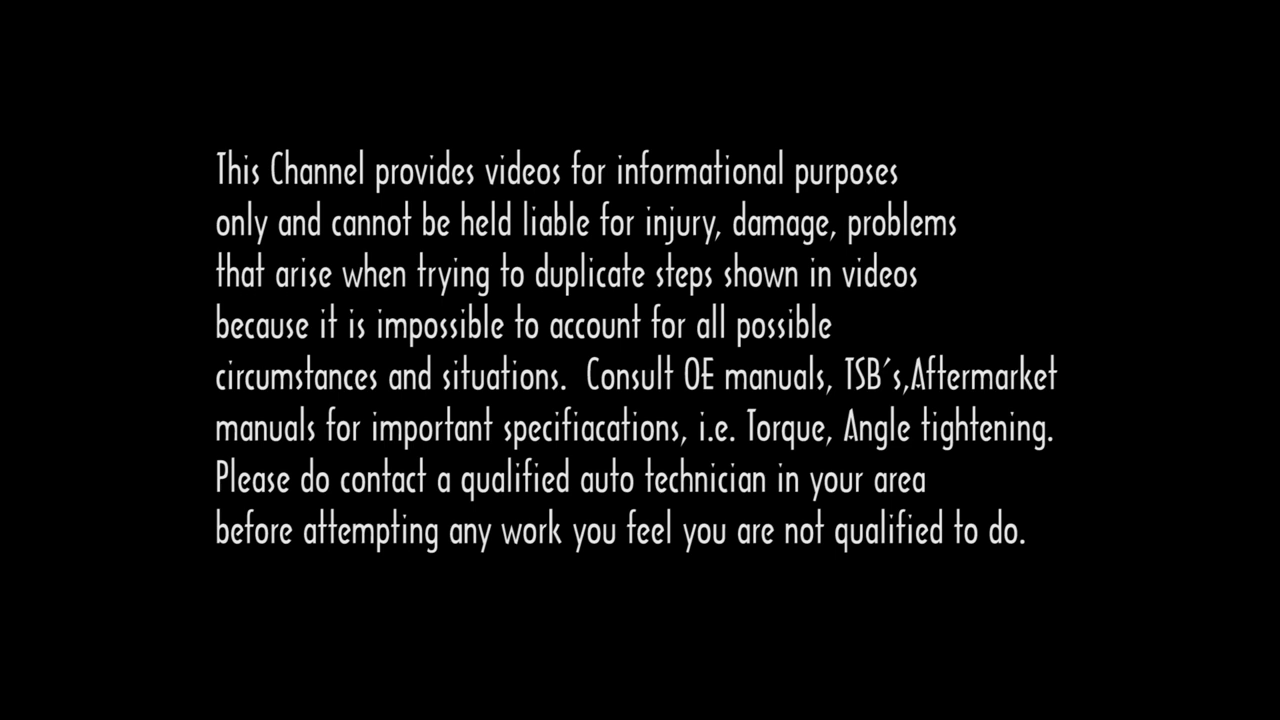 This Channel provides videos for informational purposes
only and cannot be held liable for injury, damage, problems
that arise when trying to duplicate steps shown in videos
because it is impossible to account for all possible
circumstances and situations.  Consult OE manuals, TSB's,Aftermarket
manuals for important specifiacations, i.e. Torque, Angle tightening.
Please do contact a qualified auto technician in your area
before attempting any work you feel you are not qualified to do.